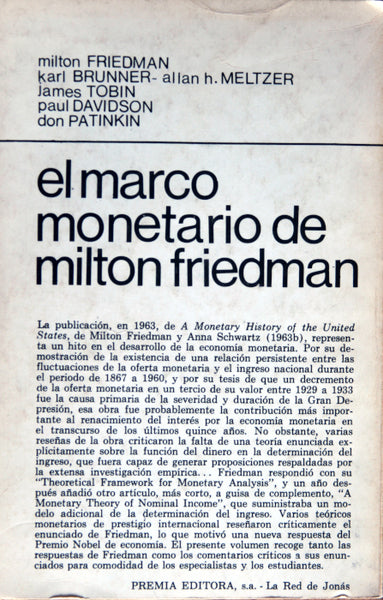 milton FRIEDMAN
karl BRUNNER- allan h. MELTZER
james TOBIN
paul DAVIDSON
don PATINKIN
el marco
monetario de
milton friedman
La publicación, en 1963, de A Monetary History of the United
States, de Milton Friedman y Anna Schwartz (1963b), represen-
ta un hito en el desarrollo de la economía monetaria. Por su de-
mostración de la existencia de una relación persistente entre las
fluctuaciones de la oferta monetaria y el ingreso nacional durante
el periodo de 1867 a 1960, y por su tesis de que un decremento
de la oferta monetaria en un tercio de su valor entre 1929 a 1933
fue la causa primaria de la severidad y duración de la Gran De-
presión, esa obra fue probablemente la contribución más impor-
tante al renacimiento del interés por la economía monetaria en
el transcurso de los últimos quince años. No obstante, varias
reseñas de la obra criticaron la falta de una teoría enunciada ex-
plícitamente sobre la función del dinero en la determinación del
ingreso, que fuera capaz de generar proposiciones respaldadas por
la extensa investigación empírica... Friedman respondió con su
"Theoretical Framework for Monetary Analysis", y un año des-
pués añadió otro artículo, más corto, a guisa de complemento, "A
Monetary Theory of Nominal Income", que suministraba un mo-
delo adicional de la determinación del ingreso. Varios teóricos
monetarios de prestigio internacional reseñaron críticamente el
enunciado de Friedman, lo que motivó una nueva respuesta del
Premio Nobel de economía. El presente volumen recoge tanto las
respuestas de Friedman como los comentarios críticos a sus enun-
ciados para comodidad de los especialistas y los estudiantes.
PREMIA EDITORA, s.a. - La Red de Jonás